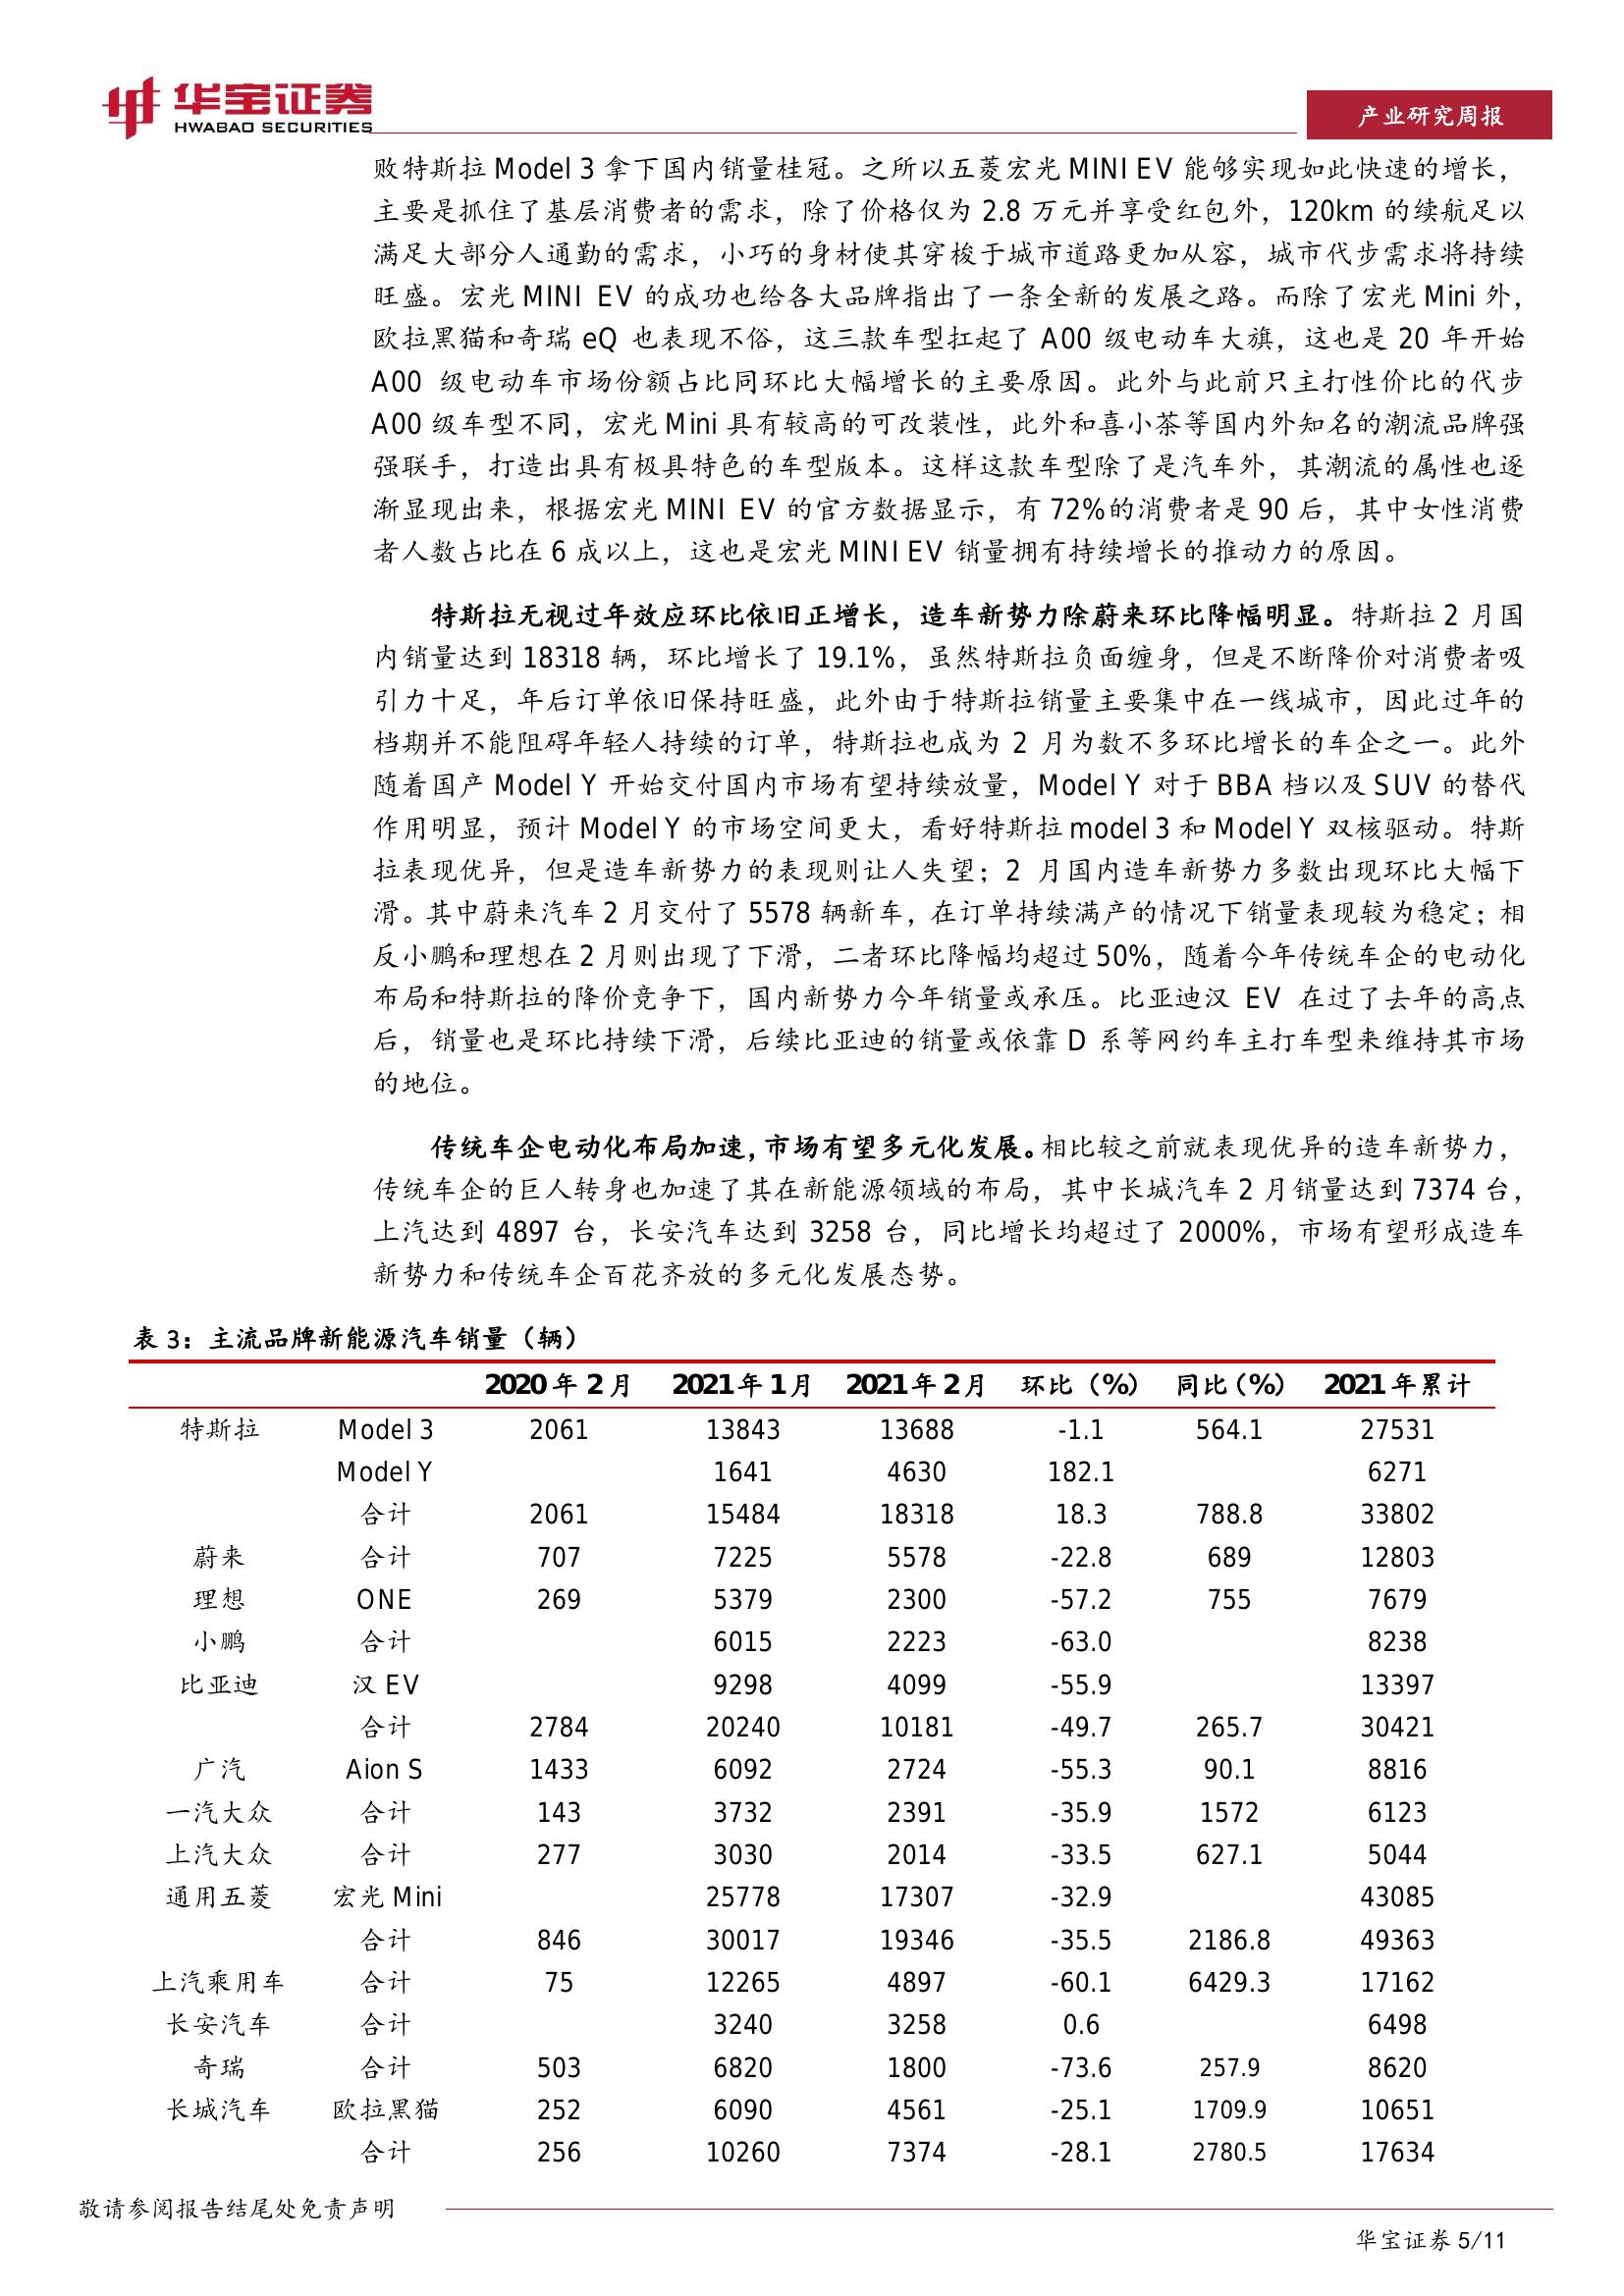 华宝证券
HWABAO SECURITIES
产业研究周报
败特斯拉 Model 3 拿下国内销量桂冠。之所以五菱宏光 MINI EV 能够实现如此快速的增长，
主要是抓住了基层消费者的需求，除了价格仅为 2.8 万元并享受红包外，120km 的续航足以
满足大部分人通勤的需求，小巧的身材使其穿梭于城市道路更加从容，城市代步需求将持续
旺盛。宏光 MINI EV 的成功也给各大品牌指出了一条全新的发展之路。而除了宏光 Mini 外，
欧拉黑猫和奇瑞 eQ 也表现不俗，这三款车型扛起了 A00 级电动车大旗，这也是 20 年开始
A00 级电动车市场份额占比同环比大幅增长的主要原因。此外与此前只主打性价比的代步
A00 级车型不同，宏光 Mini 具有较高的可改装性，此外和喜小茶等国内外知名的潮流品牌强
强联手，打造出具有极具特色的车型版本。这样这款车型除了是汽车外，其潮流的属性也逐
渐显现出来，根据宏光 MINI EV 的官方数据显示，有 72%的消费者是 90 后，其中女性消费
者人数占比在 6 成以上，这也是宏光 MINI EV 销量拥有持续增长的推动力的原因。
特斯拉无视过年效应环比依旧正增长，造车新势力除蔚来环比降幅明显。特斯拉 2 月国
内销量达到 18318 辆，环比增长了 19.1%，虽然特斯拉负面缠身，但是不断降价对消费者吸
引力十足，年后订单依旧保持旺盛，此外由于特斯拉销量主要集中在一线城市，因此过年的
档期并不能阻碍年轻人持续的订单，特斯拉也成为 2 月为数不多环比增长的车企之一。此外
随着国产 Model Y 开始交付国内市场有望持续放量，Model Y 对于 BBA 档以及 SUV 的替代
作用明显，预计 Model Y 的市场空间更大，看好特斯拉 model 3 和 Model Y 双核驱动。特斯
拉表现优异，但是造车新势力的表现则让人失望；2 月国内造车新势力多数出现环比大幅下
滑。其中蔚来汽车 2 月交付了 5578 辆新车，在订单持续满产的情况下销量表现较为稳定；相
反小鹏和理想在 2 月则出现了下滑，二者环比降幅均超过 50%，随着今年传统车企的电动化
布局和特斯拉的降价竞争下，国内新势力今年销量或承压。比亚迪汉 EV 在过了去年的高点
后，销量也是环比持续下滑，后续比亚迪的销量或依靠 D 系等网约车主打车型来维持其市场
的地位。
传统车企电动化布局加速，市场有望多元化发展。相比较之前就表现优异的造车新势力，
传统车企的巨人转身也加速了其在新能源领域的布局，其中长城汽车 2 月销量达到 7374 台，
上汽达到 4897 台，长安汽车达到 3258 台，同比增长均超过了 2000%，市场有望形成造车
新势力和传统车企百花齐放的多元化发展态势。
表 3：主流品牌新能源汽车销量（辆）
2020 年 2 月 2021 年 1 月 2021 年 2 月 环比（%） 同比（%） 2021 年累计
特斯拉 Model 3 2061 13843 13688 -1.1 564.1 27531
Model Y 1641 4630 182.1 6271
合计 2061 15484 18318 18.3 788.8 33802
蔚来 合计 707 7225 5578 -22.8 689 12803
理想 ONE 269 5379 2300 -57.2 755 7679
小鹏 合计 6015 2223 -63.0 8238
比亚迪 汉 EV 9298 4099 -55.9 13397
合计 2784 20240 10181 -49.7 265.7 30421
广汽 Aion S 1433 6092 2724 -55.3 90.1 8816
一汽大众 合计 143 3732 2391 -35.9 1572 6123
上汽大众 合计 277 3030 2014 -33.5 627.1 5044
通用五菱 宏光 Mini 25778 17307 -32.9 43085
合计 846 30017 19346 -35.5 2186.8 49363
上汽乘用车 合计 75 12265 4897 -60.1 6429.3 17162
长安汽车 合计 3240 3258 0.6 6498
奇瑞 合计 503 6820 1800 -73.6 257.9 8620
长城汽车 欧拉黑猫 252 6090 4561 -25.1 1709.9 10651
合计 256 10260 7374 -28.1 2780.5 17634
敬请参阅报告结尾处免责声明
华宝证券 5/11